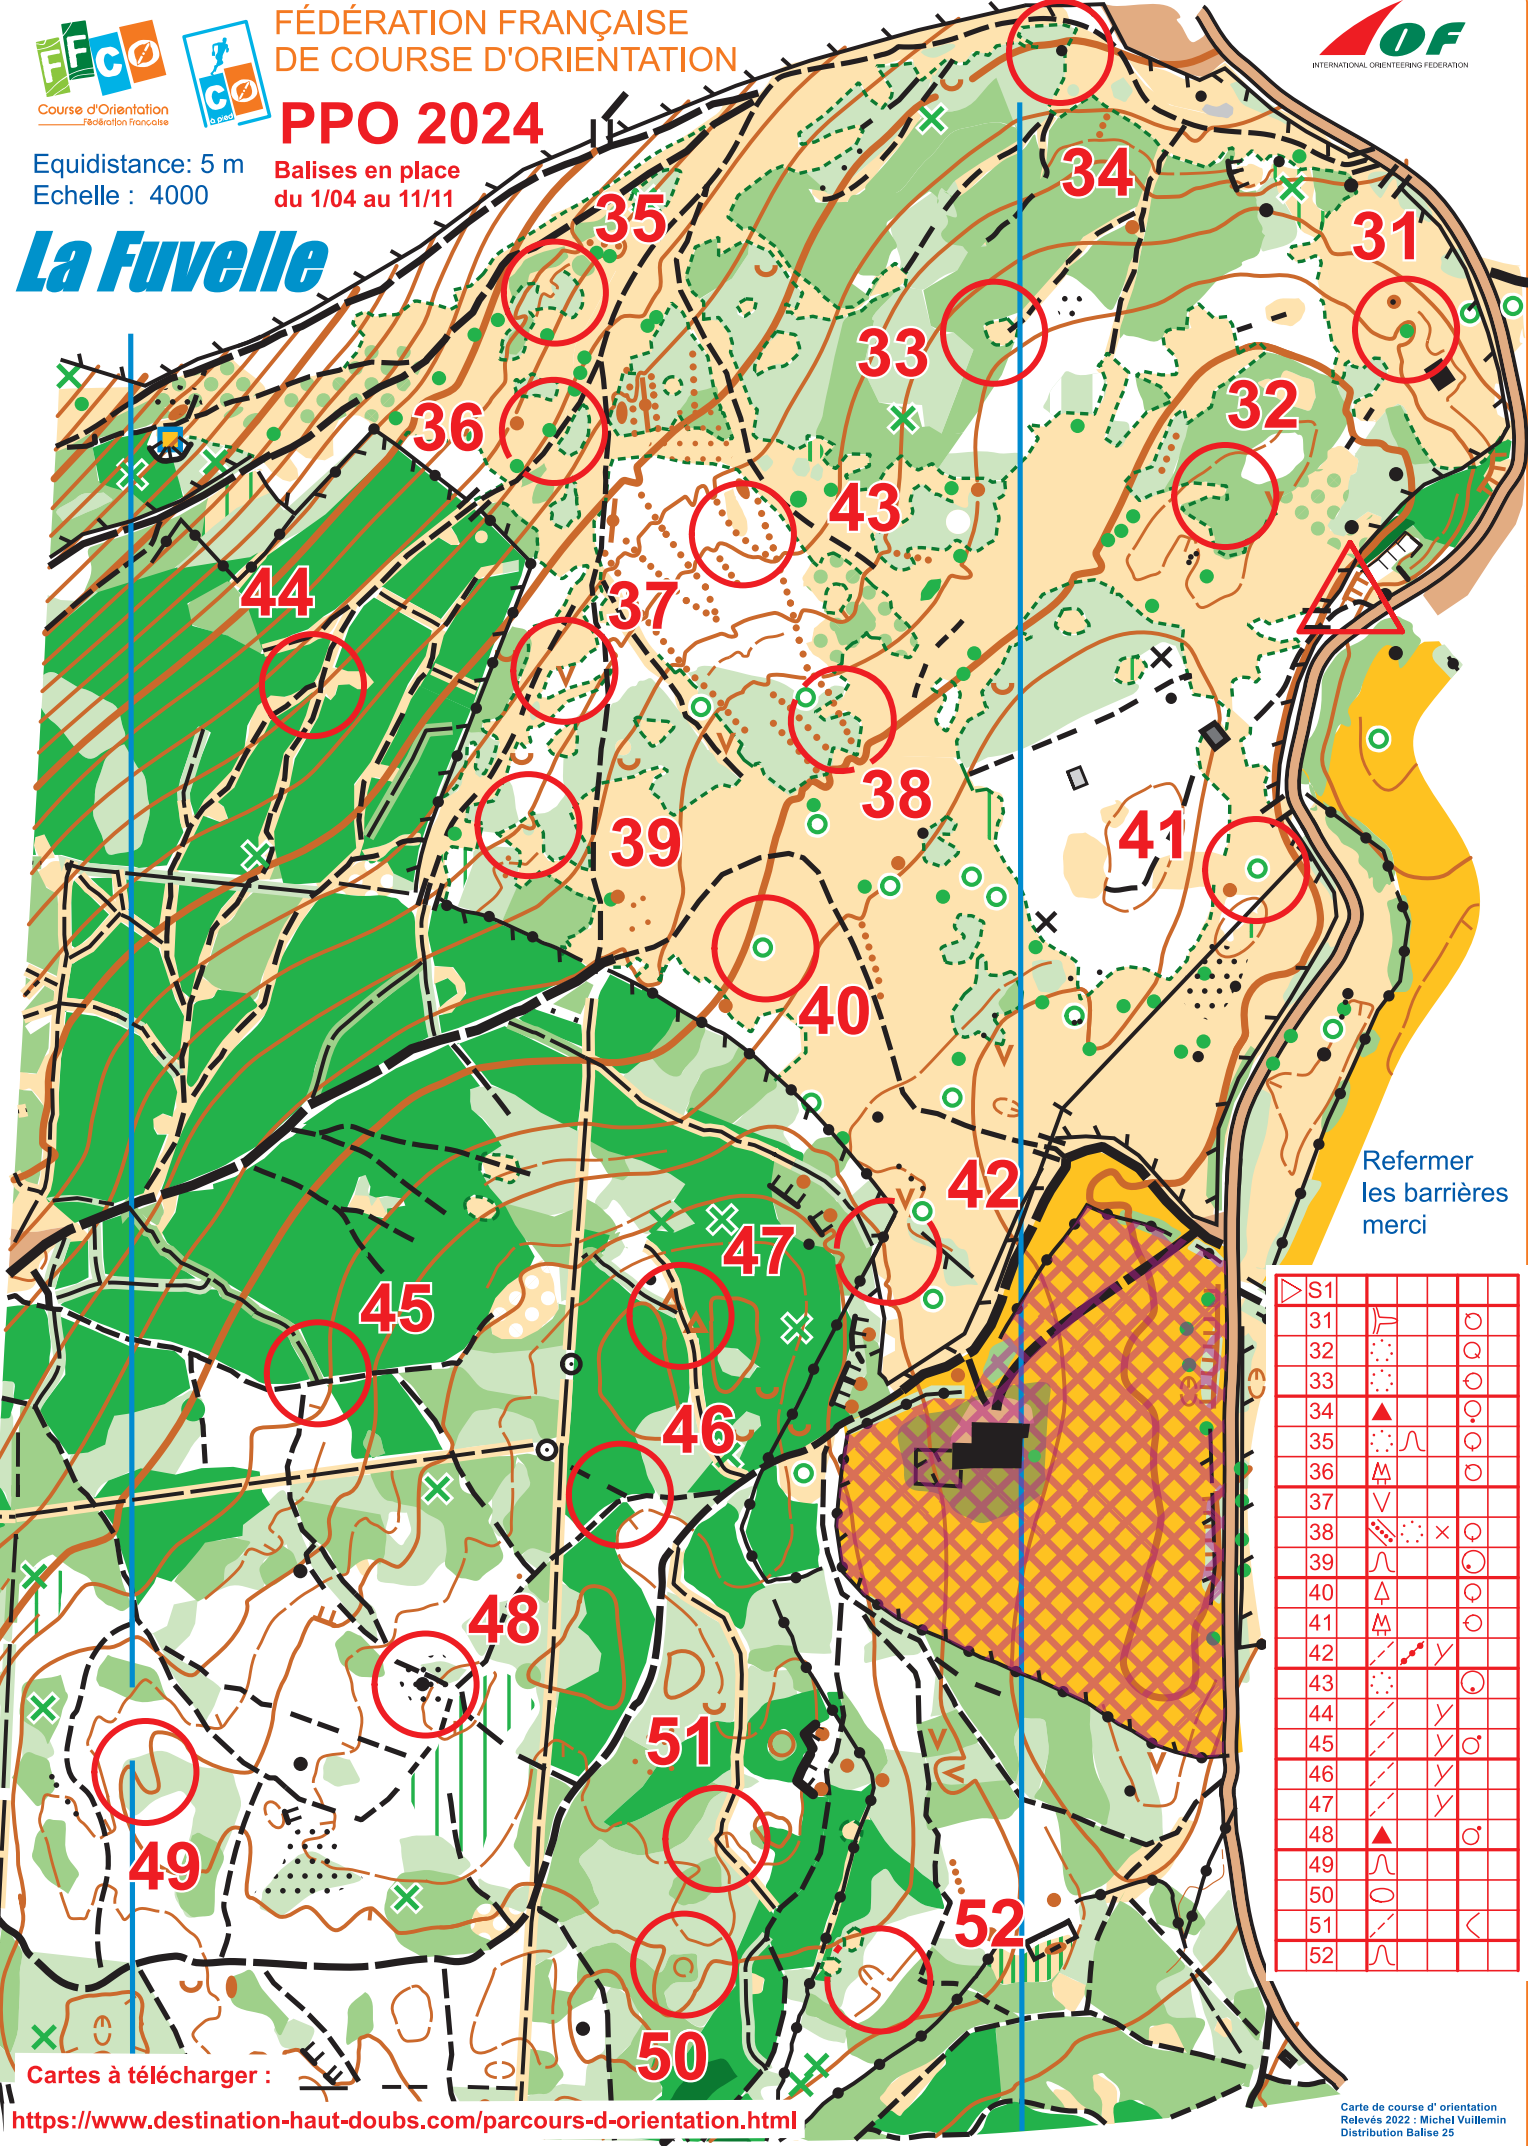 FFCO
Course d'Orientation
Fédération Française
CO
à pied
FÉDÉRATION FRANÇAISE
DE COURSE D'ORIENTATION
PPO 2024
Balises en place
du 1/04 au 11/11
Equidistance: 5 m
Echelle : 4000
La Fuvelle
IOF
INTERNATIONAL ORIENTEERING FEDERATION
34
35
31
33
32
36
43
44
37
38
41
39
40
42
47
45
46
48
51
49
52
50
Refermer
les barrières
merci
S1
31
32
33
34
35
36
37
38
39
40
41
42
43
44
45
46
47
48
49
50
51
52
Cartes à télécharger :
https://www.destination-haut-doubs.com/parcours-d-orientation.html
Carte de course d' orientation
Relevés 2022 : Michel Vuillemin
Distribution Balise 25